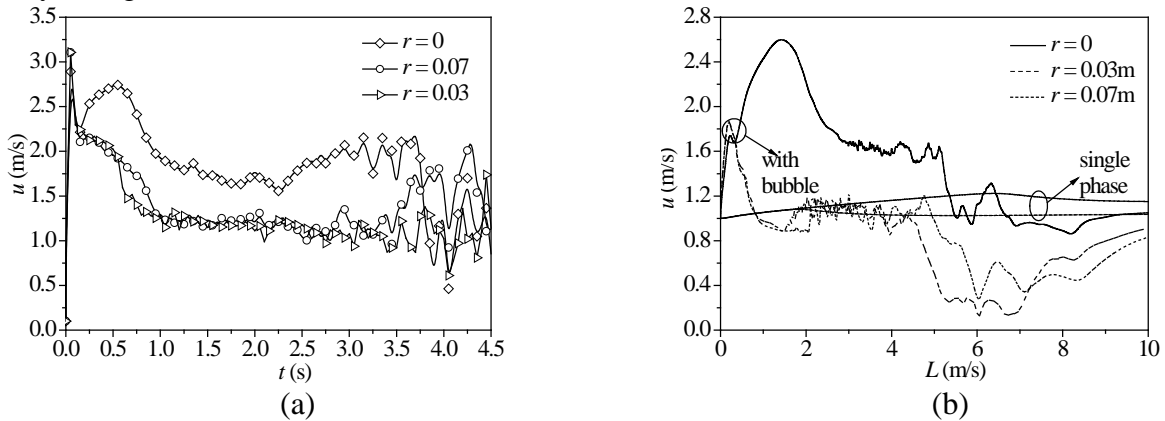 3.5
3.0
2.5
2.0
1.5
1.0
0.5
0.0
u (m/s)
0.0 0.5 1.0 1.5 2.0 2.5 3.0 3.5 4.0 4.5
t (s)
r = 0
r = 0.07
r = 0.03
(a)
2.8
2.4
2.0
1.6
1.2
0.8
0.4
0.0
u (m/s)
0 2 4 6 8 10
L (m/s)
r = 0
r = 0.03m
r = 0.07m
with
bubble
single
phase
(b)